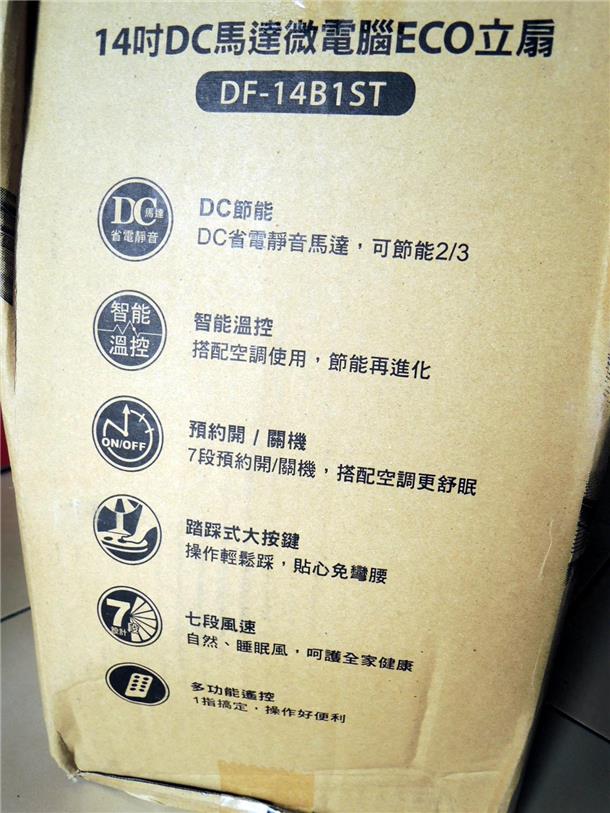 14吋DC馬達微電腦ECO立扇
DF-14B1ST
DC馬達
省電靜音
DC節能
DC省電靜音馬達，可節能2/3
智能
溫控
智能溫控
搭配空調使用，節能再進化
ON/OFF
預約開 / 關機
7段預約開/關機，搭配空調更舒眠
踏踩式大按鍵
操作輕鬆踩，貼心免彎腰
7段
設計
七段風速
自然、睡眠風，呵護全家健康
多功能遙控
1指搞定，操作好便利